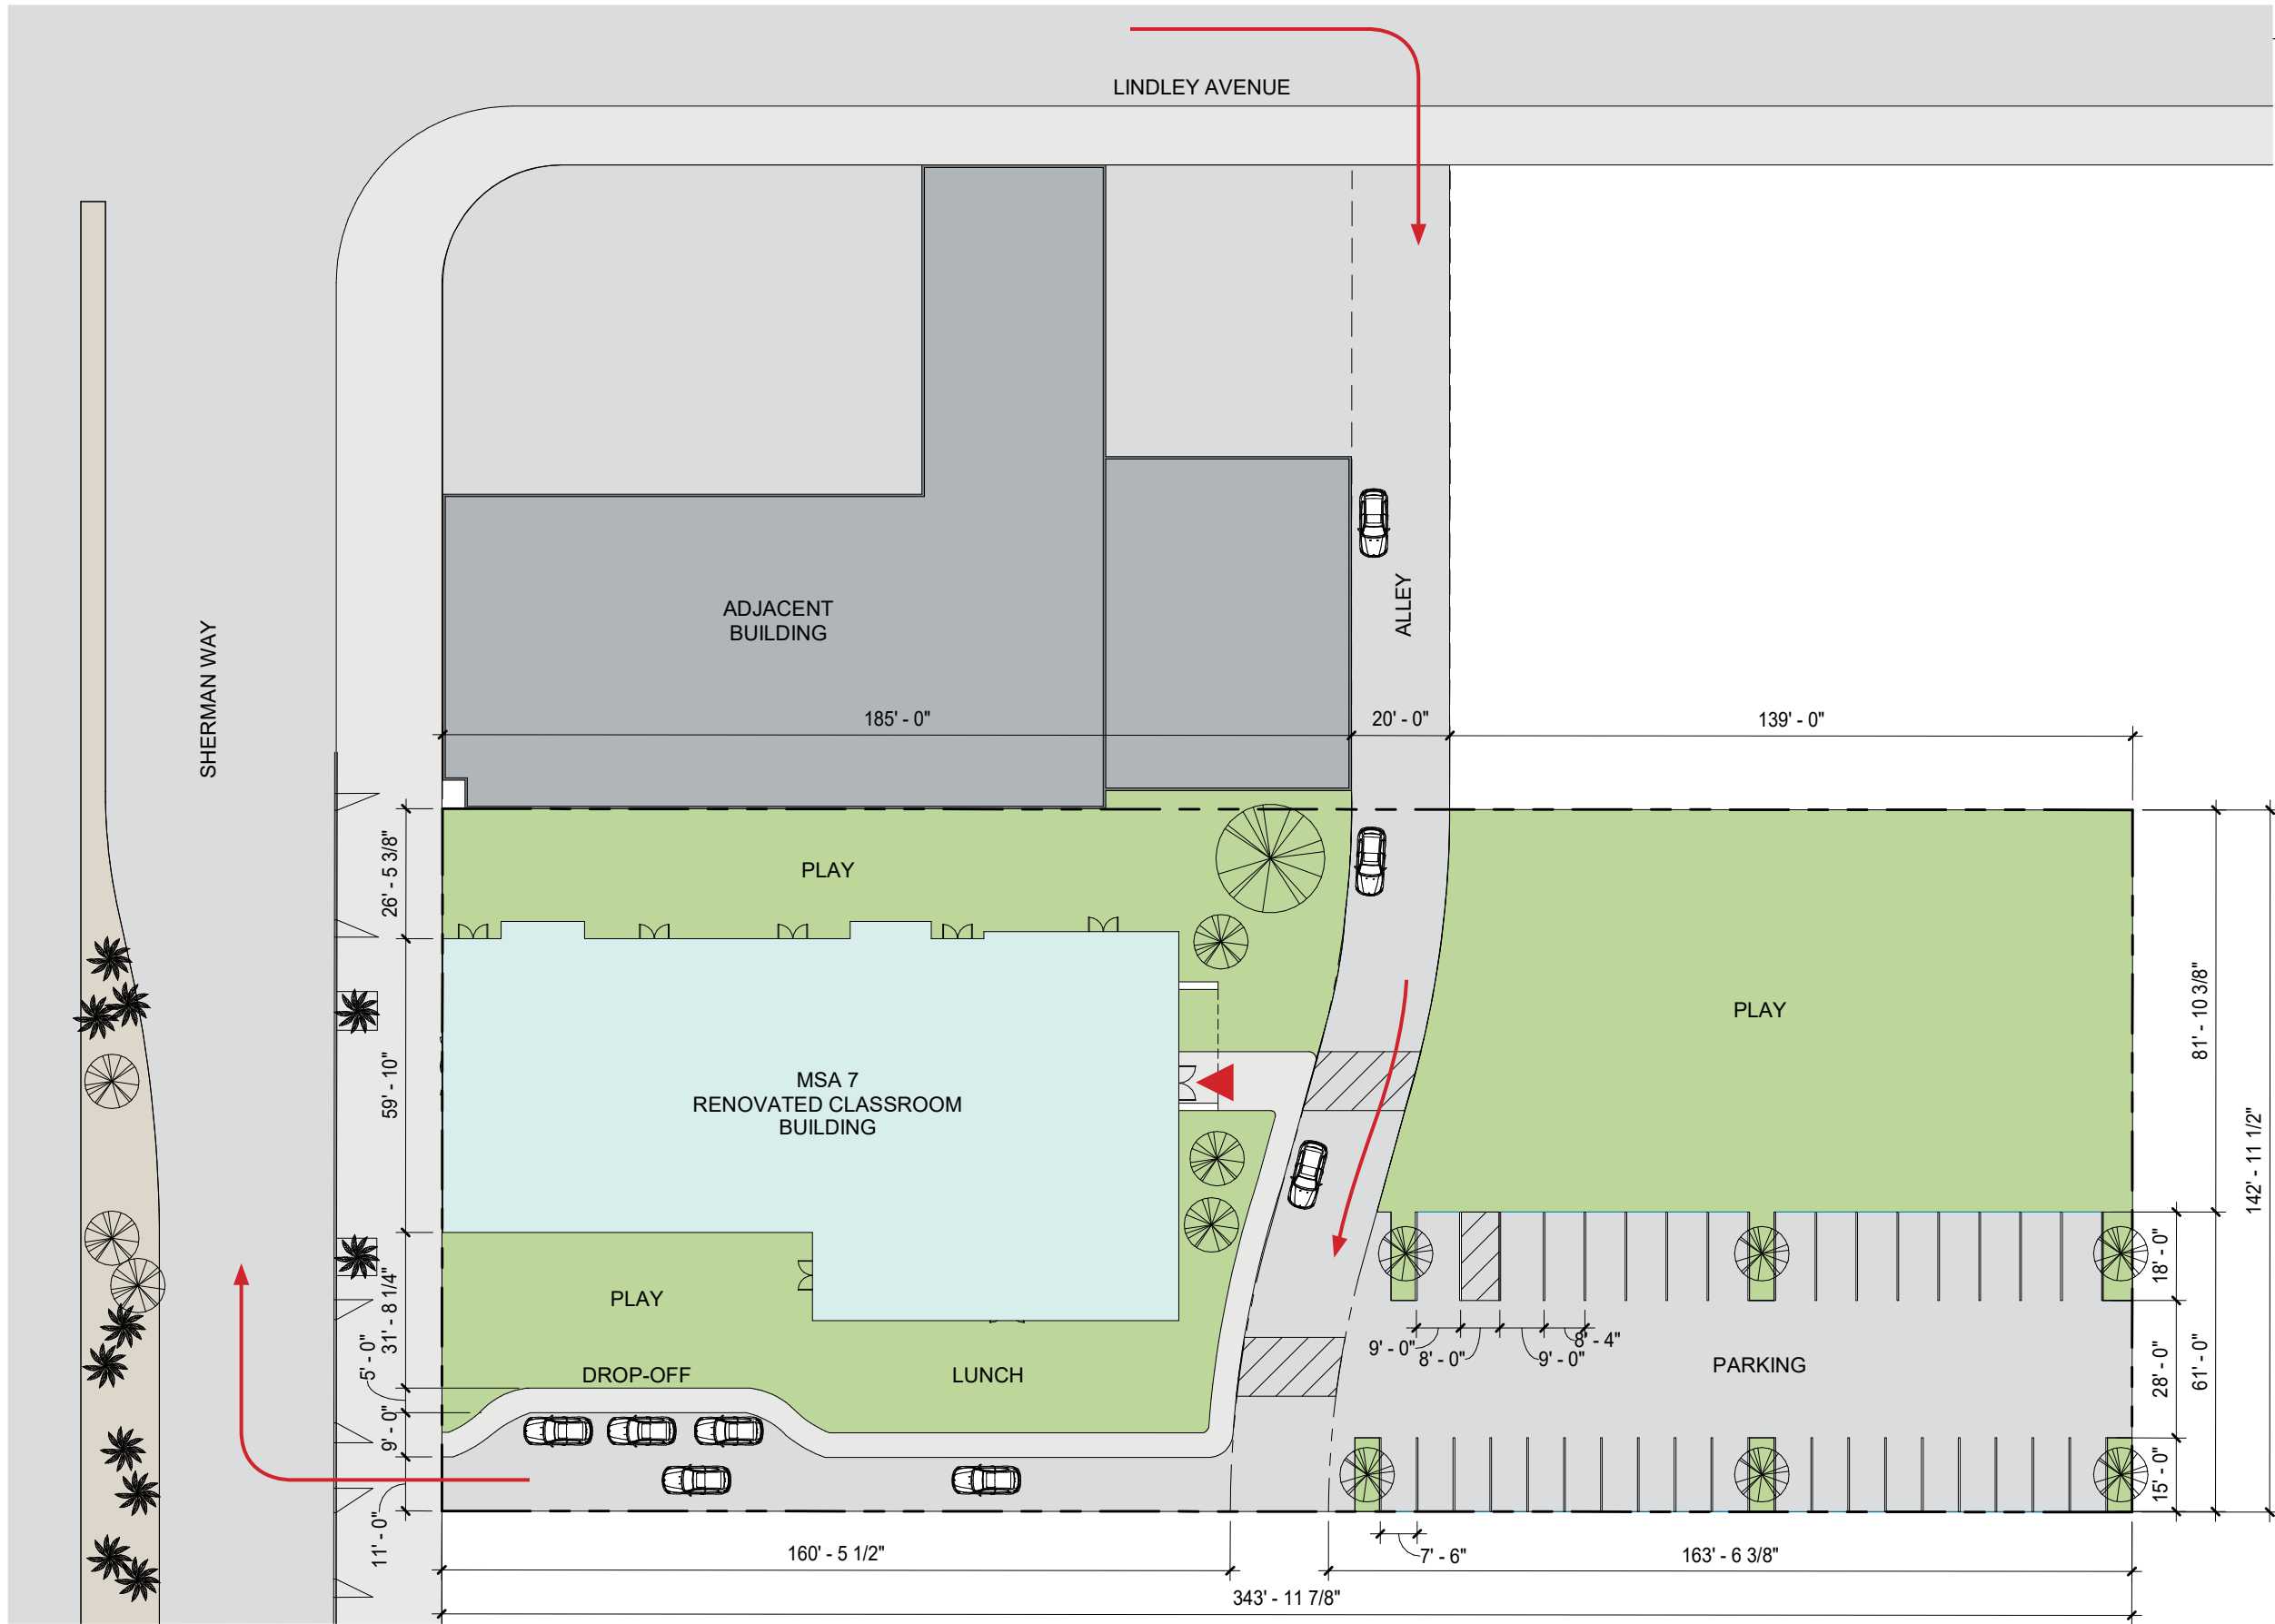 LINDLEY AVENUE
SHERMAN WAY
ADJACENT
BUILDING
ALLEY
185' - 0"
20' - 0"
139' - 0"
26' - 5 3/8"
PLAY
PLAY
81' - 10 3/8"
142' - 11 1/2"
59' - 10"
MSA 7
RENOVATED CLASSROOM
BUILDING
31' - 8 1/4"
PLAY
18' - 0"
9' - 0"
8' - 0"
9' - 0"
8' - 4"
5' - 0"
DROP-OFF
LUNCH
PARKING
28' - 0"
61' - 0"
9' - 0"
15' - 0"
11' - 0"
160' - 5 1/2"
7' - 6"
163' - 6 3/8"
343' - 11 7/8"